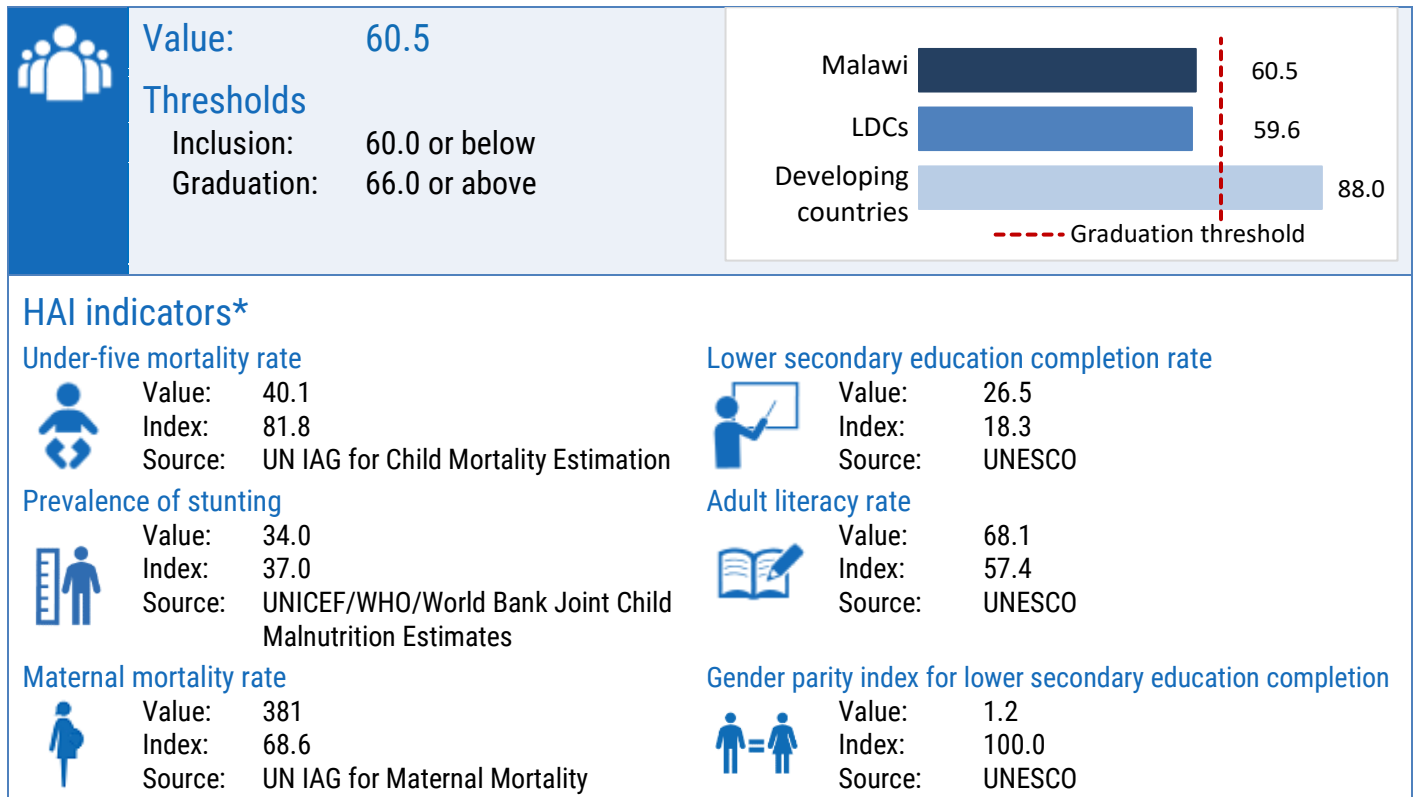 Value: 60.5
Thresholds
Inclusion: 60.0 or below
Graduation: 66.0 or above
Malawi 60.5
LDCs 59.6
Developing
countries 88.0
Graduation threshold
HAI indicators*
Under-five mortality rate
Value: 40.1
Index: 81.8
Source: UN IAG for Child Mortality Estimation
Prevalence of stunting
Value: 34.0
Index: 37.0
Source: UNICEF/WHO/World Bank Joint Child
Malnutrition Estimates
Maternal mortality rate
Value: 381
Index: 68.6
Source: UN IAG for Maternal Mortality
Lower secondary education completion rate
Value: 26.5
Index: 18.3
Source: UNESCO
Adult literacy rate
Value: 68.1
Index: 57.4
Source: UNESCO
Gender parity index for lower secondary education completion
Value: 1.2
Index: 100.0
Source: UNESCO